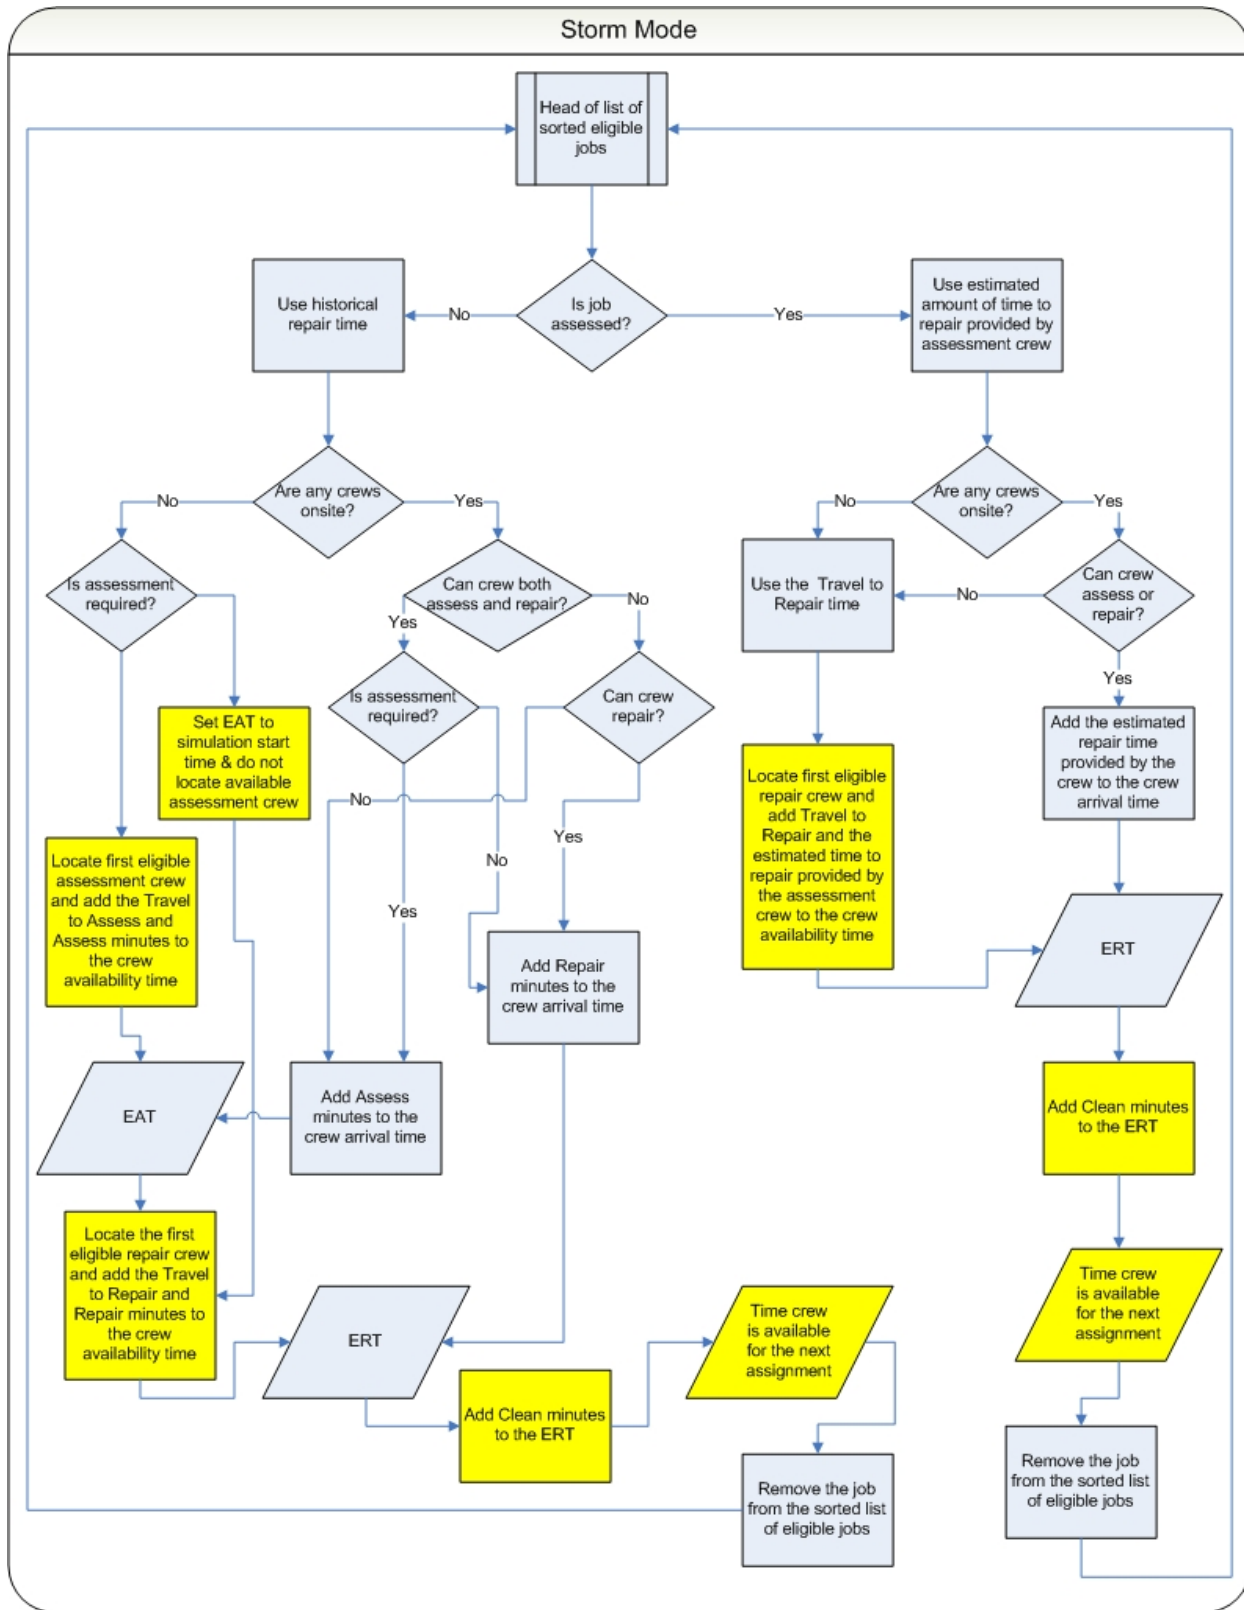 Storm Mode
Head of list of
sorted eligible
jobs
Use historical
repair time
No
Is job
assessed?
Yes
Use estimated
amount of time to
repair provided by
assessment crew
No
Are any crews
onsite?
Yes
No
Are any crews
onsite?
Yes
Is assessment
required?
Can crew both
assess and repair?
No
Yes
Use the Travel to
Repair time
No
Can crew
assess or
repair?
Yes
Is assessment
required?
Can crew
repair?
Set EAT to
simulation start
time & do not
locate available
assessment crew
No
Yes
No
Yes
Locate first eligible
repair crew and
add Travel to
Repair and the
estimated time to
repair provided by
the assessment
crew to the crew
availability time
Add the estimated
repair time
provided by the
crew to the crew
arrival time
Locate first eligible
assessment crew
and add the Travel
to Assess and
Assess minutes to
the crew
availability time
Add Repair
minutes to the
crew arrival time
ERT
EAT
Add Assess
minutes to the
crew arrival time
Add Clean minutes
to the ERT
Locate the first
eligible repair crew
and add the Travel
to Repair and
Repair minutes to
the crew
availability time
ERT
Add Clean minutes
to the ERT
Time crew
is available
for the next
assignment
Time crew
is available
for the next
assignment
Remove the job
from the sorted list
of eligible jobs
Remove the job
from the sorted list
of eligible jobs